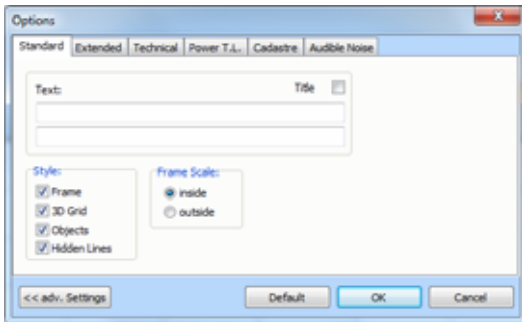 Options
Standard Extended Technical Power T.L. Cadastre Audible Noise
Text: Title
Style: Frame Scale:
Frame inside
3D Grid outside
Objects
Hidden Lines
<< adv. Settings Default OK Cancel